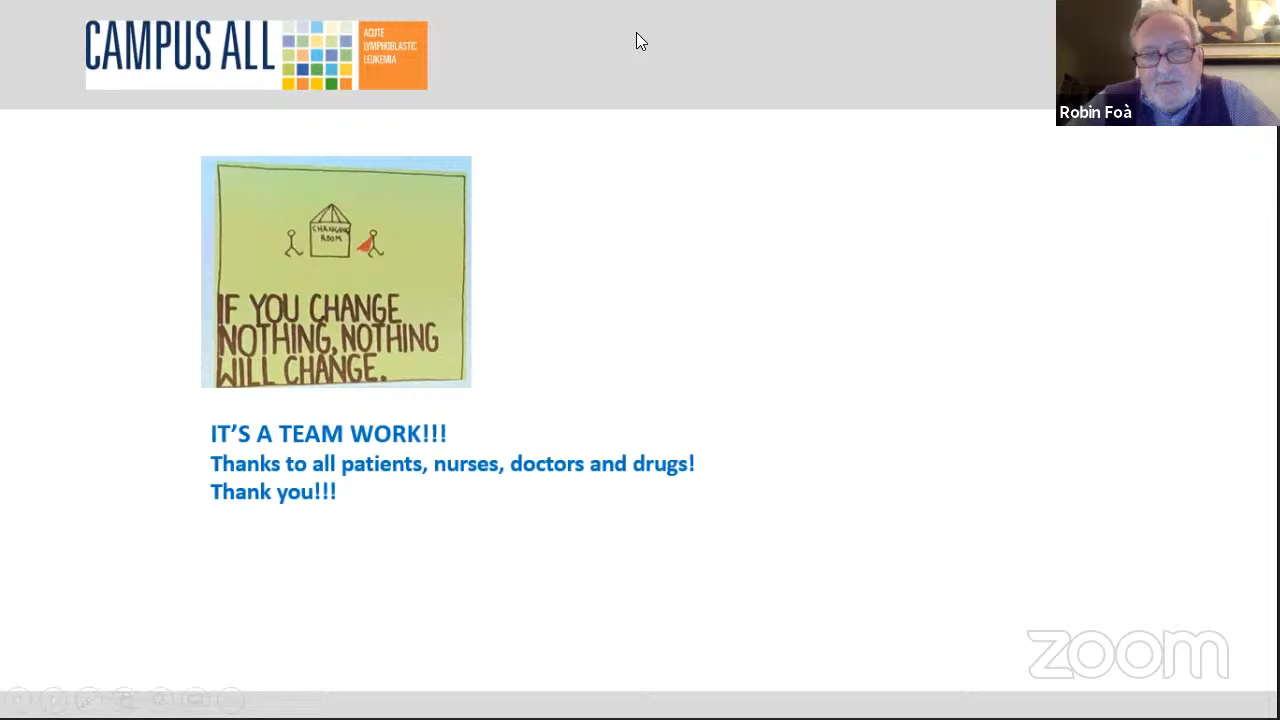 CAMPUS ALL
ACUTE
LYMPHOBLASTIC
LEUKEMIA
Robin Foà
CHANGING
ROOM
IF YOU CHANGE
NOTHING, NOTHING
WILL CHANGE.
IT’S A TEAM WORK!!!
Thanks to all patients, nurses, doctors and drugs!
Thank you!!!
zoom